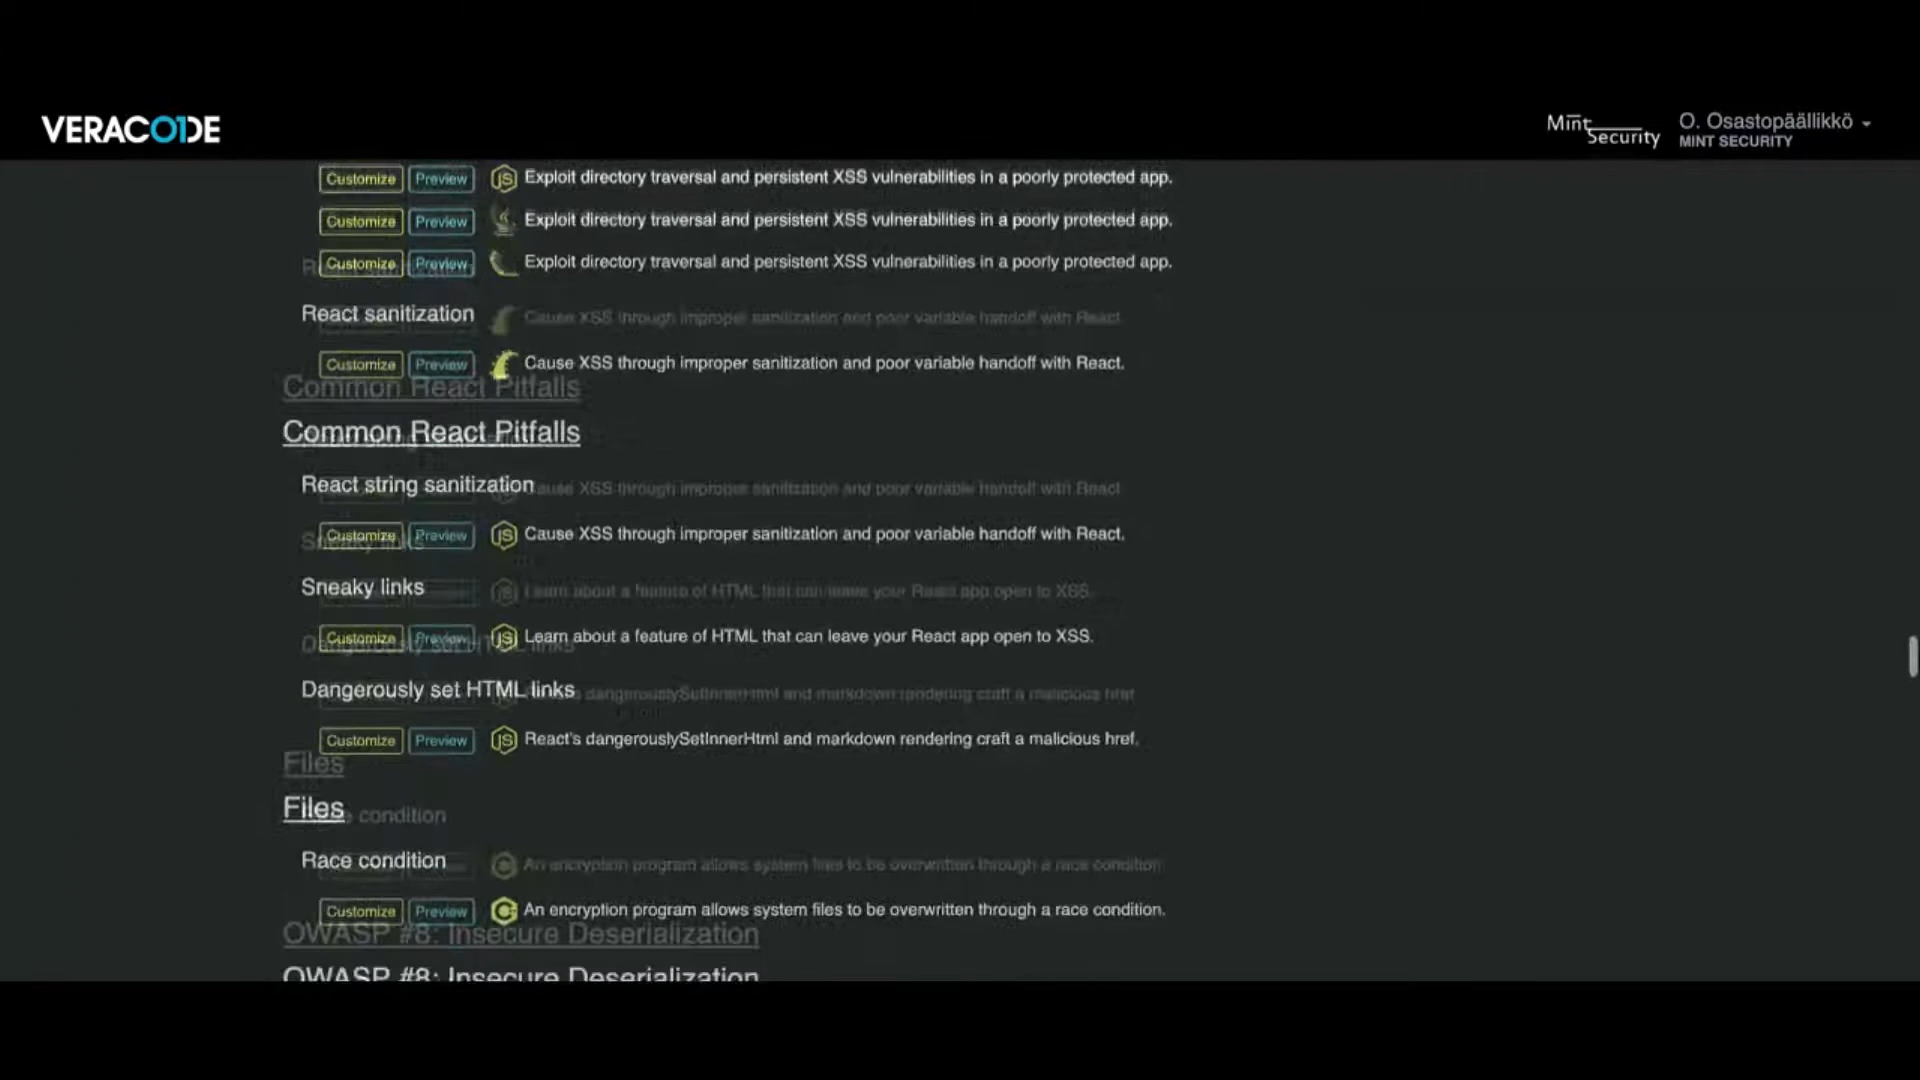 VERACODE
Mint Security
O. Osastopäällikkö
MINT SECURITY
Customize Preview Exploit directory traversal and persistent XSS vulnerabilities in a poorly protected app.
Customize Preview Exploit directory traversal and persistent XSS vulnerabilities in a poorly protected app.
Customize Preview Exploit directory traversal and persistent XSS vulnerabilities in a poorly protected app.
React sanitization
Customize Preview Cause XSS through improper sanitization and poor variable handoff with React.
Common React Pitfalls
React string sanitization
Customize Preview JS Cause XSS through improper sanitization and poor variable handoff with React.
Sneaky links
Customize Preview JS Learn about a feature of HTML that can leave your React app open to XSS.
Dangerously set HTML links
Customize Preview JS React's dangerouslySetInnerHtml and markdown rendering craft a malicious href.
Files
Race condition
Customize Preview An encryption program allows system files to be overwritten through a race condition.
OWASP #8: Insecure Deserialization